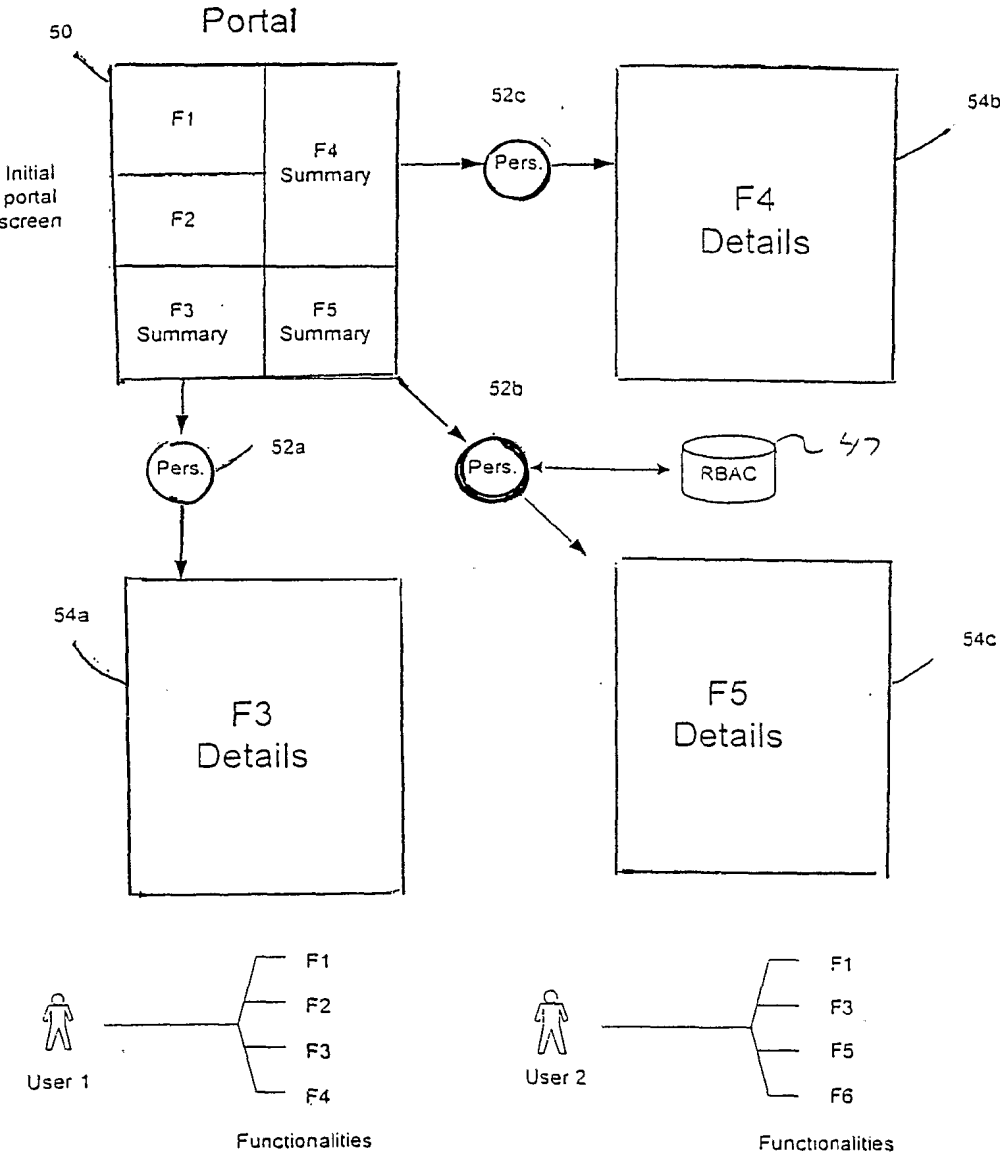 Portal
50
Initial
portal
screen
F1
F2
F3
Summary
F4
Summary
F5
Summary
52c
Pers.
54b
F4
Details
52a
Pers.
52b
Pers.
RBAC
47
54a
F3
Details
54c
F5
Details
User 1
F1
F2
F3
F4
Functionalities
User 2
F1
F3
F5
F6
Functionalities